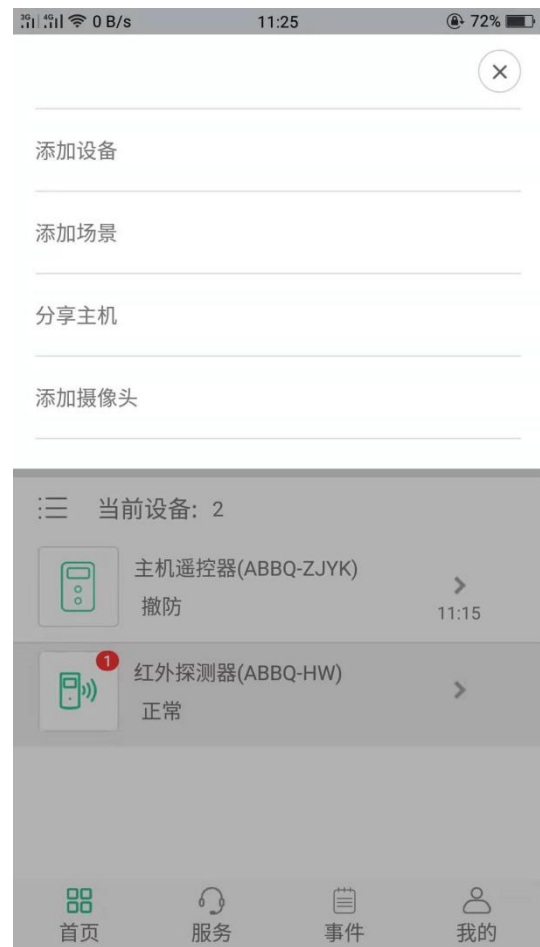 3G 4G 0 B/s 11:25 72%
添加设备
添加场景
分享主机
添加摄像头
当前设备: 2
主机遥控器(ABBQ-ZJYK)
撤防
11:15
1
红外探测器(ABBQ-HW)
正常
首页 服务 事件 我的